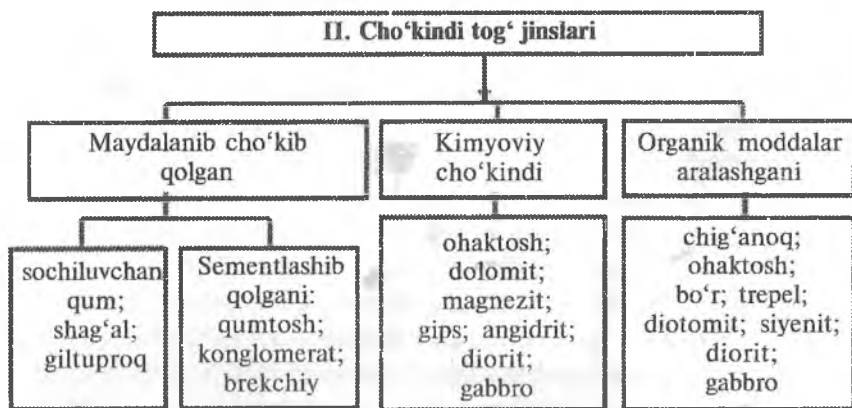 II. Cho‘kindi tog‘ jinslari
Maydalanib cho‘kib
qolgan
Kimyoviy
cho‘kindi
Organik moddalar
aralashgani
sochiluvchan
qum;
shag‘al;
giltuproq
Sementlashib
qolgani:
qumtosh;
konglomerat;
brekchiy
ohaktosh;
dolomit;
magnezit;
gips; angidrit;
diorit;
gabbro
chig‘anoq;
ohaktosh;
bo‘r; trepel;
diotomit; siyenit;
diorit;
gabbro